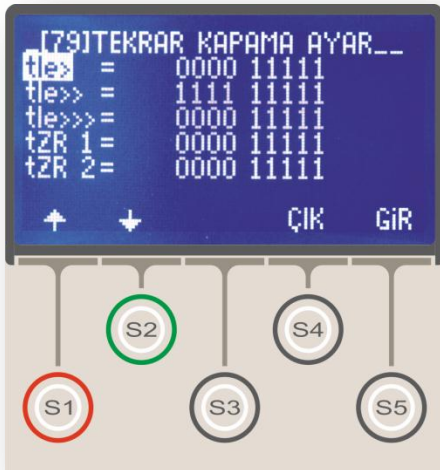 [79]TEKRAR KAPAMA AYAR__
tIe> = 0000 11111
tIe>> = 1111 11111
tIe>>> = 0000 11111
tZR 1 = 0000 11111
tZR 2 = 0000 11111
ÇIK GiR
S2 S4
S1 S3 S5